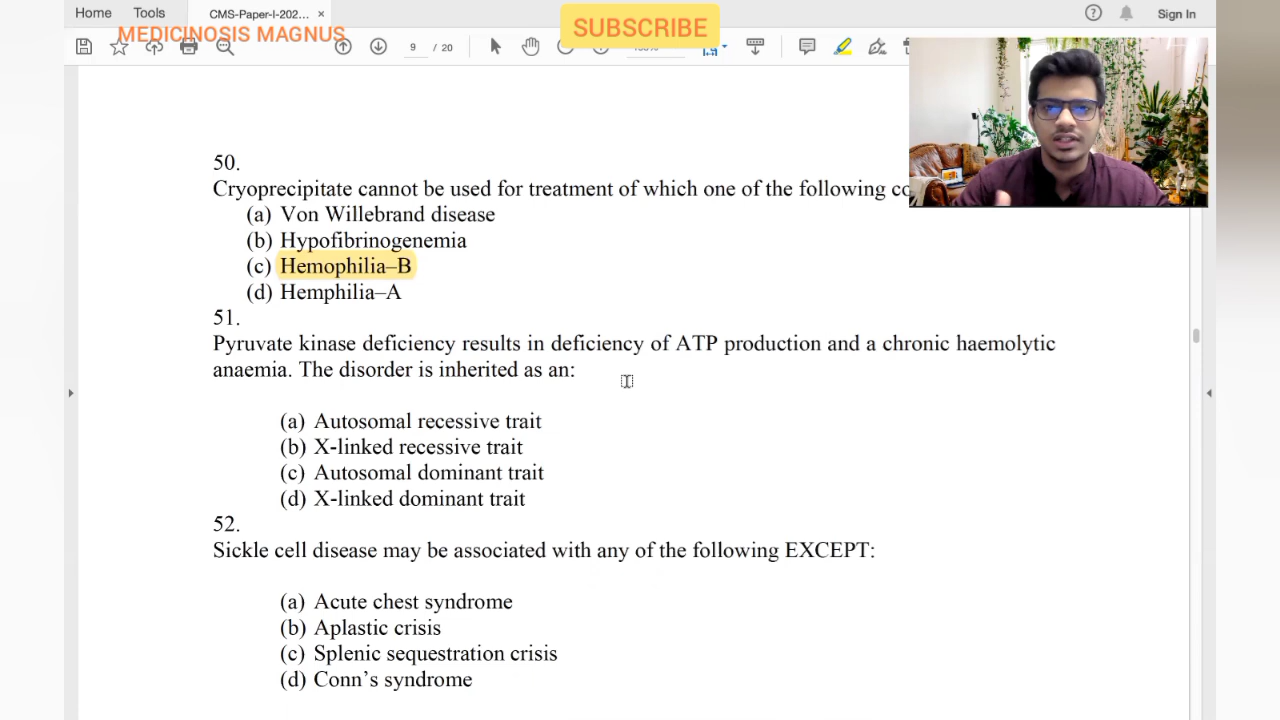 Home Tools CMS-Paper-I-202... × Sign In
MEDICINOSIS MAGNUS
SUBSCRIBE
9 / 20
50.
Cryoprecipitate cannot be used for treatment of which one of the following co
(a) Von Willebrand disease
(b) Hypofibrinogenemia
(c) Hemophilia–B
(d) Hemphilia–A
51.
Pyruvate kinase deficiency results in deficiency of ATP production and a chronic haemolytic
anaemia. The disorder is inherited as an:
(a) Autosomal recessive trait
(b) X-linked recessive trait
(c) Autosomal dominant trait
(d) X-linked dominant trait
52.
Sickle cell disease may be associated with any of the following EXCEPT:
(a) Acute chest syndrome
(b) Aplastic crisis
(c) Splenic sequestration crisis
(d) Conn's syndrome